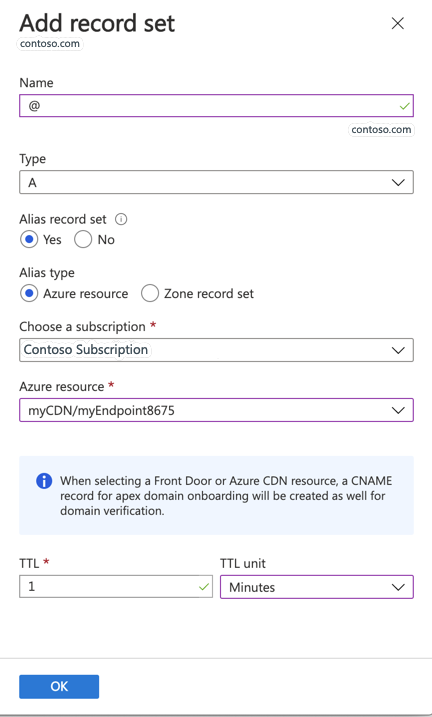 Add record set
contoso.com
Name
@
contoso.com
Type
A
Alias record set
Yes No
Alias type
Azure resource Zone record set
Choose a subscription *
Contoso Subscription
Azure resource *
myCDN/myEndpoint8675
When selecting a Front Door or Azure CDN resource, a CNAME
record for apex domain onboarding will be created as well for
domain verification.
TTL * TTL unit
1 Minutes
OK